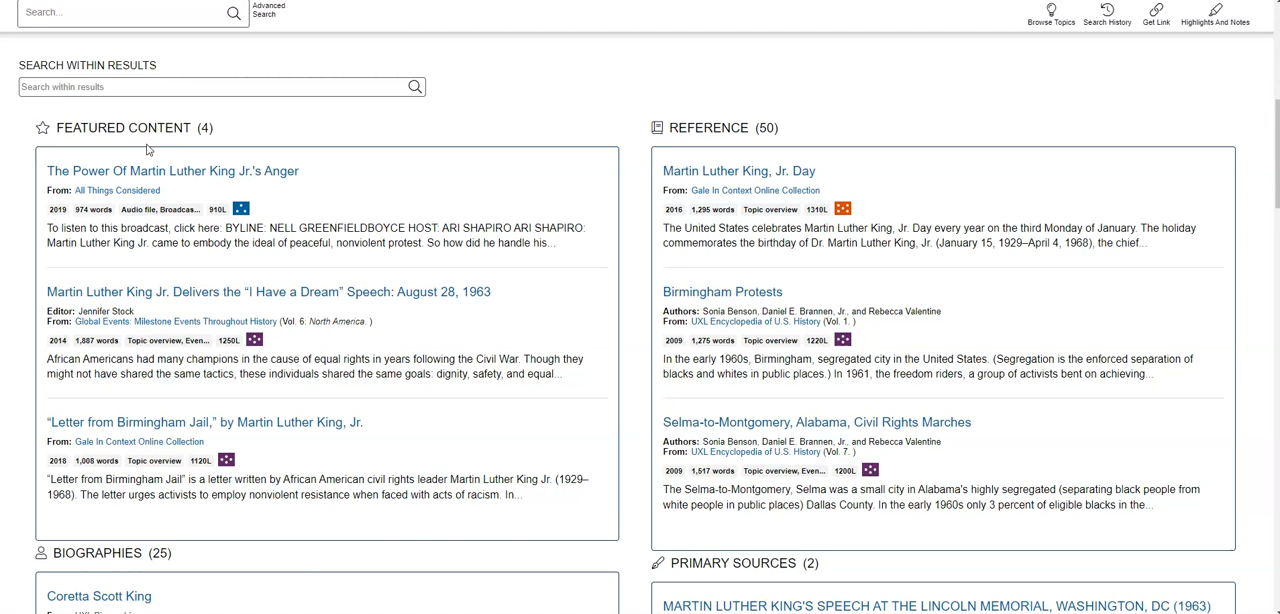 Search...
Advanced
Search
Browse Topics
Search History
Get Link
Highlights And Notes
SEARCH WITHIN RESULTS
Search within results
FEATURED CONTENT (4)
The Power Of Martin Luther King Jr.'s Anger
From: All Things Considered
2019 974 words Audio file, Broadcas... 910L
To listen to this broadcast, click here: BYLINE: NELL GREENFIELDBOYCE HOST: ARI SHAPIRO ARI SHAPIRO:
Martin Luther King Jr. came to embody the ideal of peaceful, nonviolent protest. So how did he handle his...
Martin Luther King Jr. Delivers the “I Have a Dream” Speech: August 28, 1963
Editor: Jennifer Stock
From: Global Events: Milestone Events Throughout History (Vol. 6: North America. )
2014 1,887 words Topic overview, Even... 1250L
African Americans had many champions in the cause of equal rights in years following the Civil War. Though they
might not have shared the same tactics, these individuals shared the same goals: dignity, safety, and equal...
“Letter from Birmingham Jail,” by Martin Luther King, Jr.
From: Gale In Context Online Collection
2018 1,008 words Topic overview 1120L
“Letter from Birmingham Jail” is a letter written by African American civil rights leader Martin Luther King Jr. (1929–
1968). The letter urges activists to employ nonviolent resistance when faced with acts of racism. In...
BIOGRAPHIES (25)
Coretta Scott King
REFERENCE (50)
Martin Luther King, Jr. Day
From: Gale In Context Online Collection
2016 1,295 words Topic overview 1310L
The United States celebrates Martin Luther King, Jr. Day every year on the third Monday of January. The holiday
commemorates the birthday of Dr. Martin Luther King, Jr. (January 15, 1929–April 4, 1968), the chief...
Birmingham Protests
Authors: Sonia Benson, Daniel E. Brannen, Jr., and Rebecca Valentine
From: UXL Encyclopedia of U.S. History (Vol. 1. )
2009 1,275 words Topic overview 1220L
In the early 1960s, Birmingham, segregated city in the United States. (Segregation is the enforced separation of
blacks and whites in public places.) In 1961, the freedom riders, a group of activists bent on achieving...
Selma-to-Montgomery, Alabama, Civil Rights Marches
Authors: Sonia Benson, Daniel E. Brannen, Jr., and Rebecca Valentine
From: UXL Encyclopedia of U.S. History (Vol. 7. )
2009 1,517 words Topic overview, Even... 1200L
The Selma-to-Montgomery, Selma was a small city in Alabama's highly segregated (separating black people from
white people in public places) Dallas County. In the early 1960s only 3 percent of eligible blacks in the...
PRIMARY SOURCES (2)
MARTIN LUTHER KING'S SPEECH AT THE LINCOLN MEMORIAL, WASHINGTON, DC (1963)